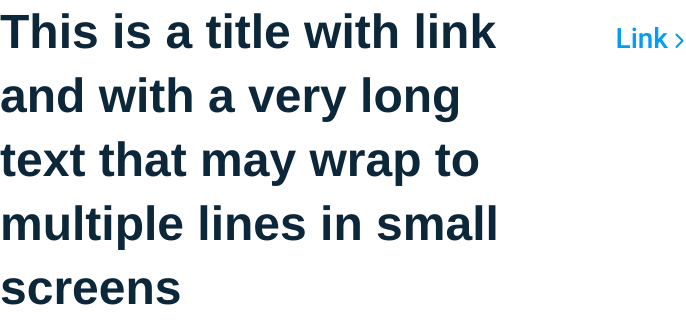 This is a title with link
Link >
and with a very long
text that may wrap to
multiple lines in small
screens